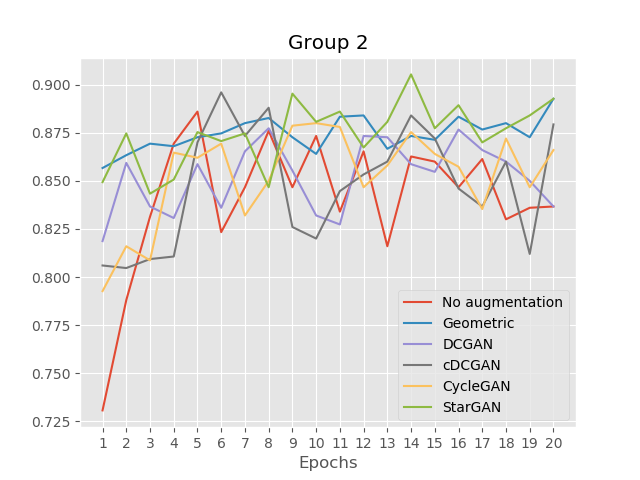 Group 2
0.900
0.875
0.850
0.825
0.800
0.775
0.750
0.725
No augmentation
Geometric
DCGAN
cDCGAN
CycleGAN
StarGAN
1 2 3 4 5 6 7 8 9 10 11 12 13 14 15 16 17 18 19 20
Epochs